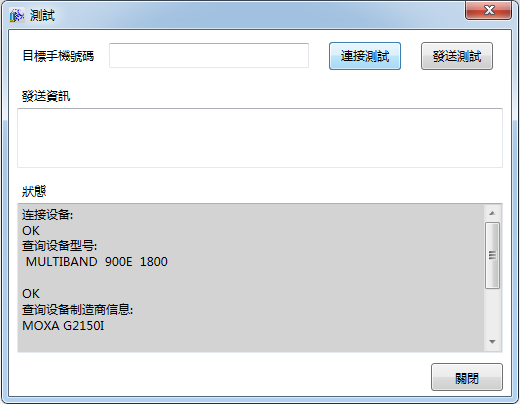 測試
目標手機號碼
連接測試
發送測試
發送資訊
狀態
连接设备:
OK
查询设备型号:
MULTIBAND 900E 1800
OK
查询设备制造商信息:
MOXA G2150I
關閉